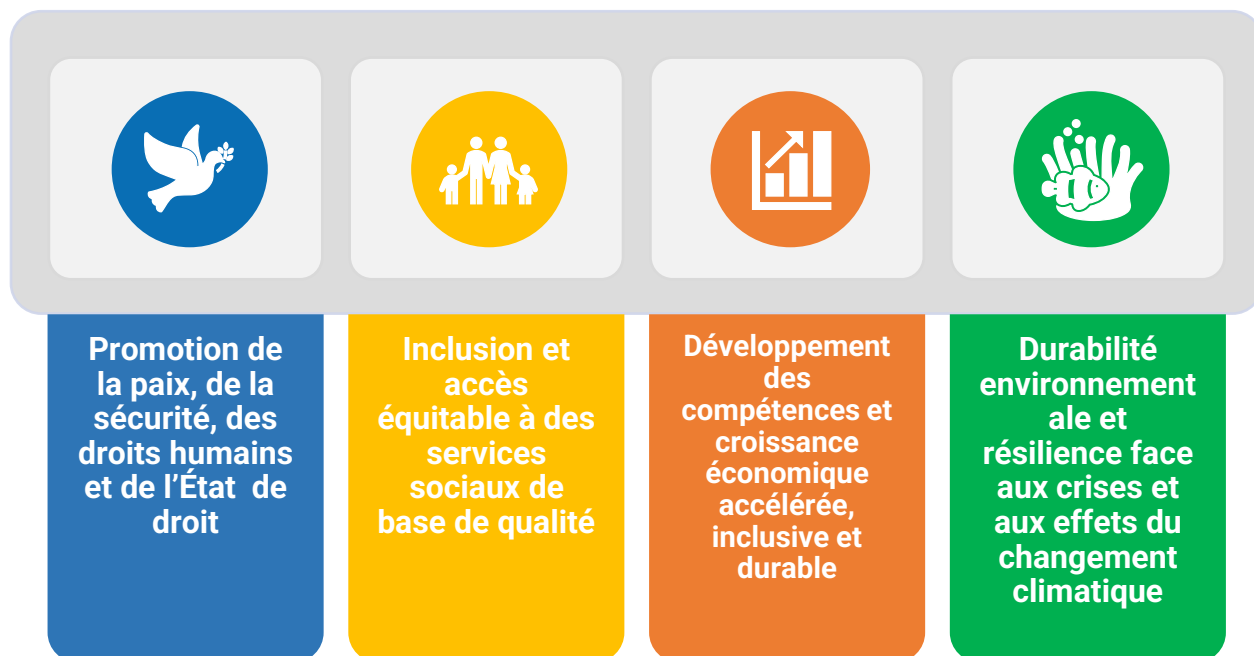 Promotion de
la paix, de la
sécurité, des
droits humains
et de l’État  de
droit
Inclusion et
accès
équitable à des
services
sociaux de
base de qualité
Développement
des
compétences et
croissance
économique
accélérée,
inclusive et
durable
Durabilité
environnement
ale et
résilience face
aux crises et
aux effets du
changement
climatique